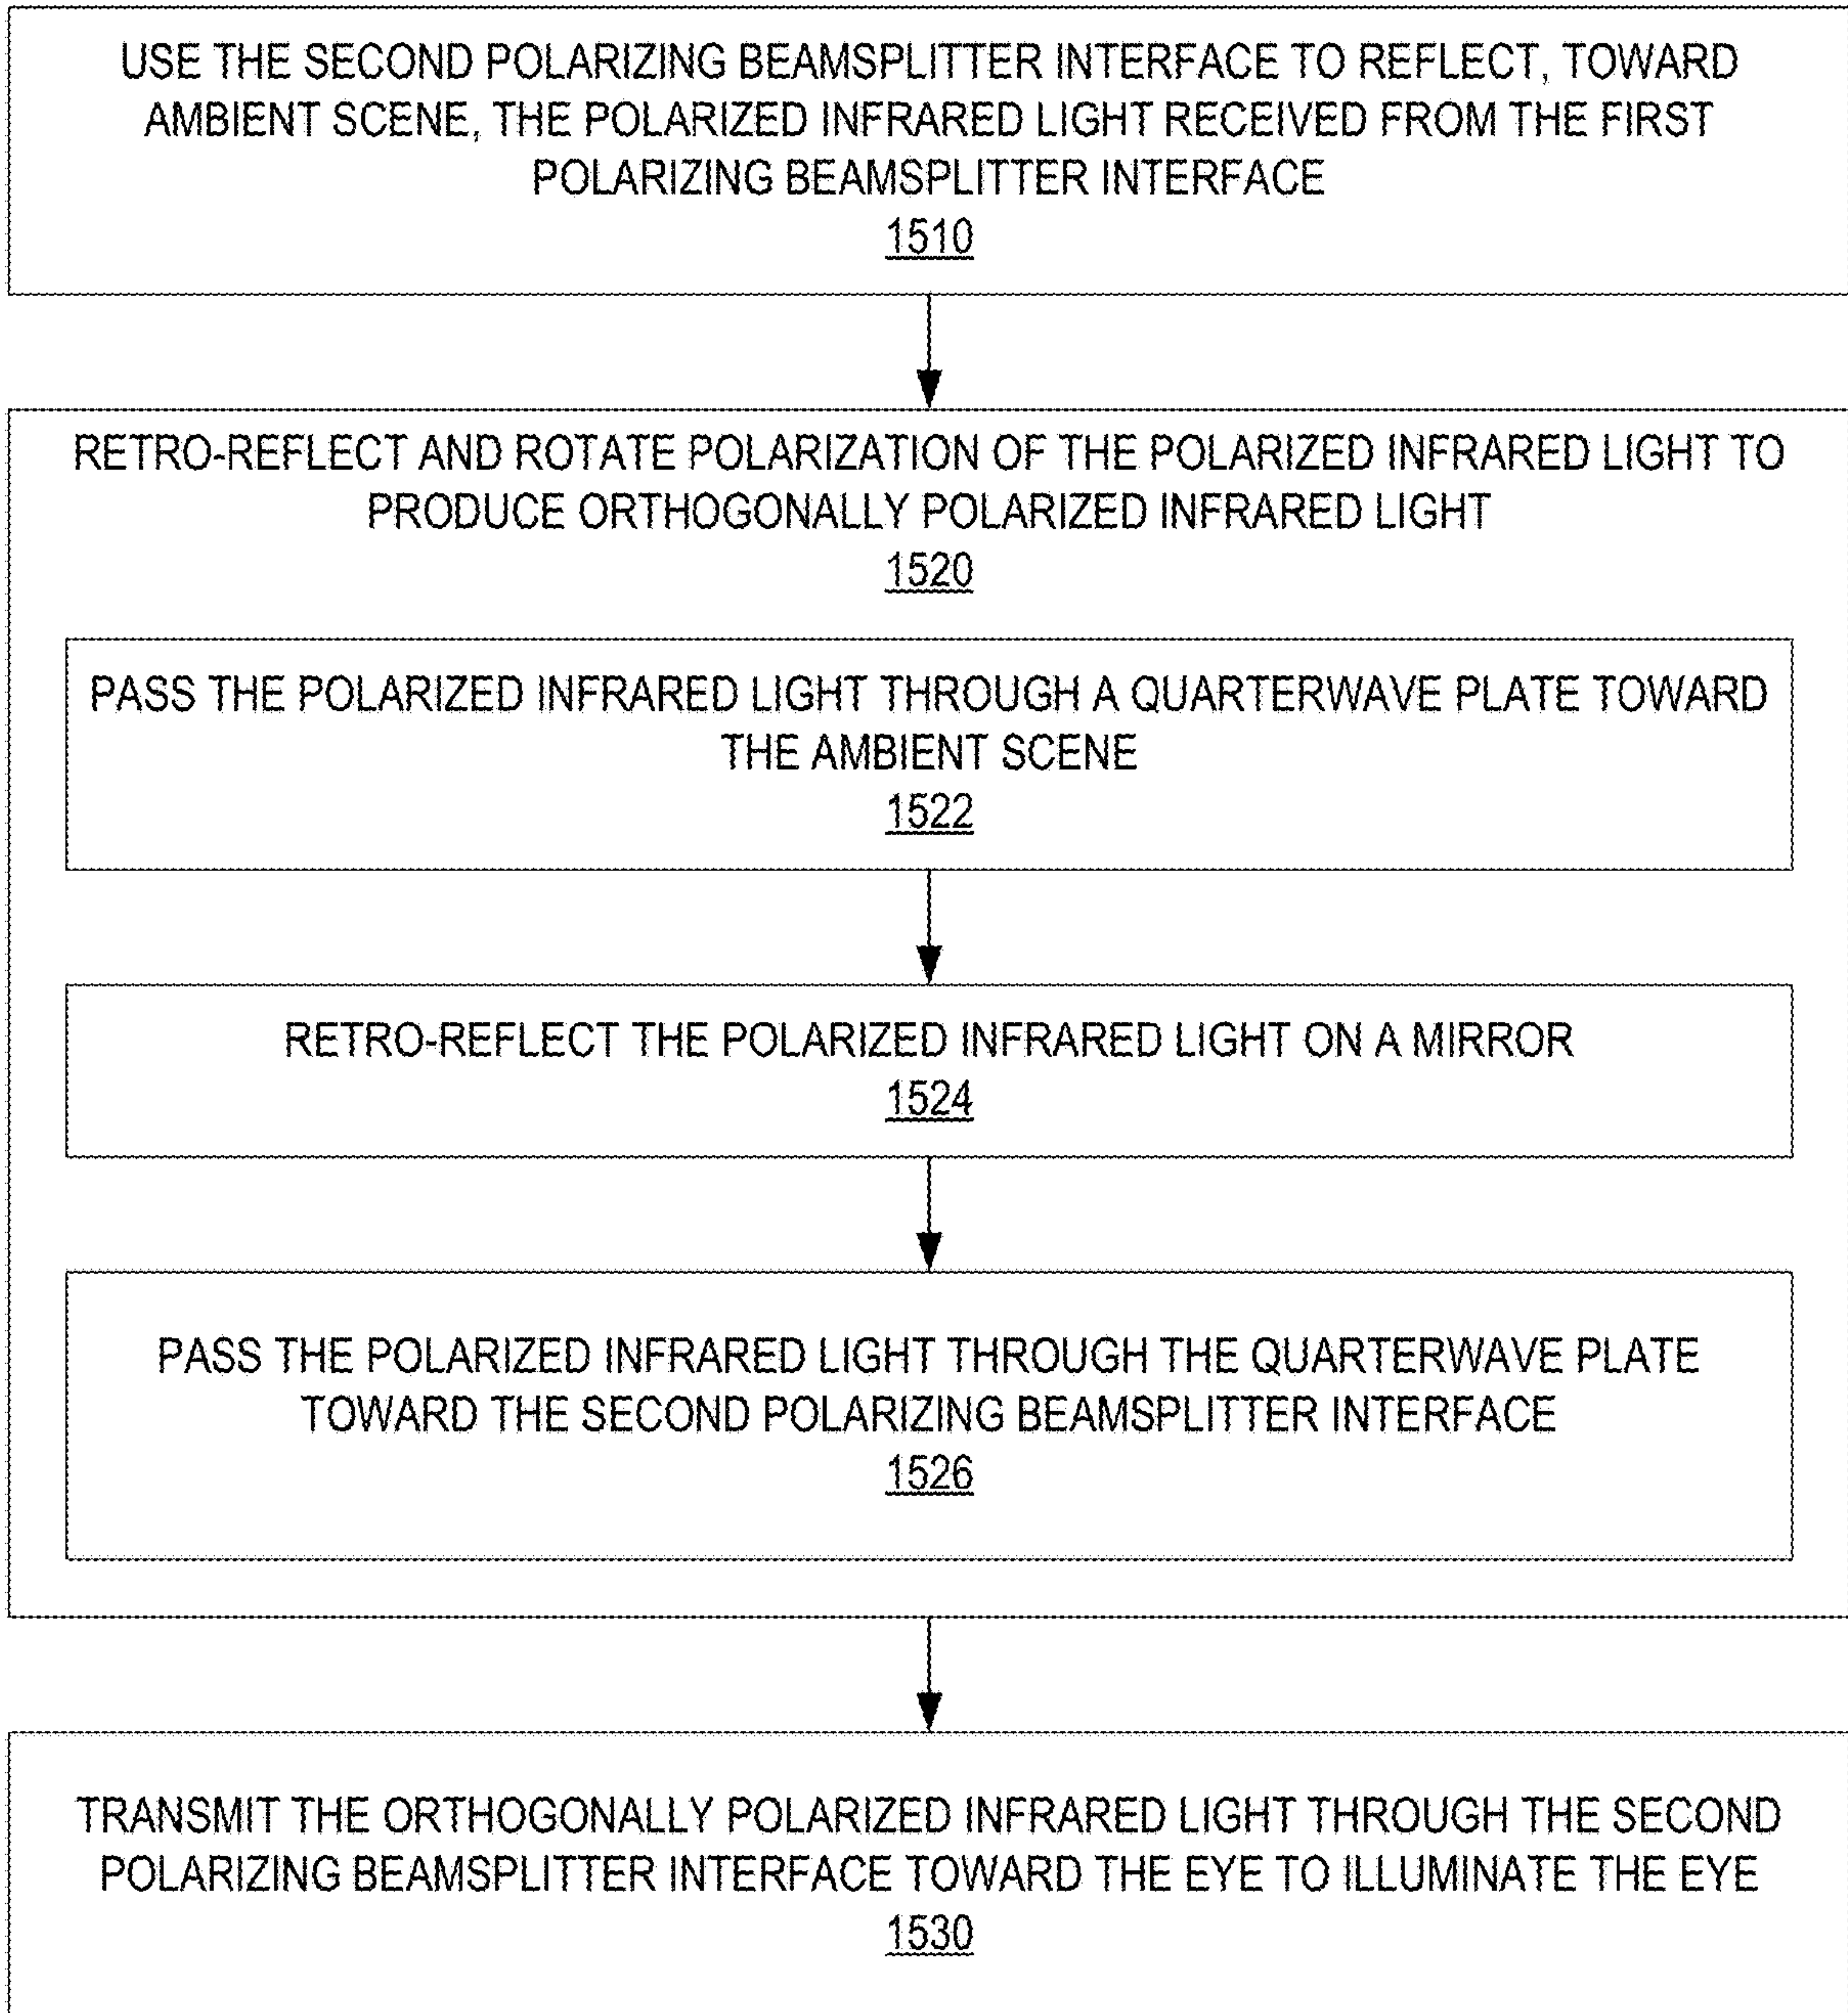 USE THE SECOND POLARIZING BEAMSPLITTER INTERFACE TO REFLECT, TOWARD
AMBIENT SCENE, THE POLARIZED INFRARED LIGHT RECEIVED FROM THE FIRST
POLARIZING BEAMSPLITTER INTERFACE
1510
RETRO-REFLECT AND ROTATE POLARIZATION OF THE POLARIZED INFRARED LIGHT TO
PRODUCE ORTHOGONALLY POLARIZED INFRARED LIGHT
1520
PASS THE POLARIZED INFRARED LIGHT THROUGH A QUARTERWAVE PLATE TOWARD
THE AMBIENT SCENE
1522
RETRO-REFLECT THE POLARIZED INFRARED LIGHT ON A MIRROR
1524
PASS THE POLARIZED INFRARED LIGHT THROUGH THE QUARTERWAVE PLATE
TOWARD THE SECOND POLARIZING BEAMSPLITTER INTERFACE
1526
TRANSMIT THE ORTHOGONALLY POLARIZED INFRARED LIGHT THROUGH THE SECOND
POLARIZING BEAMSPLITTER INTERFACE TOWARD THE EYE TO ILLUMINATE THE EYE
1530